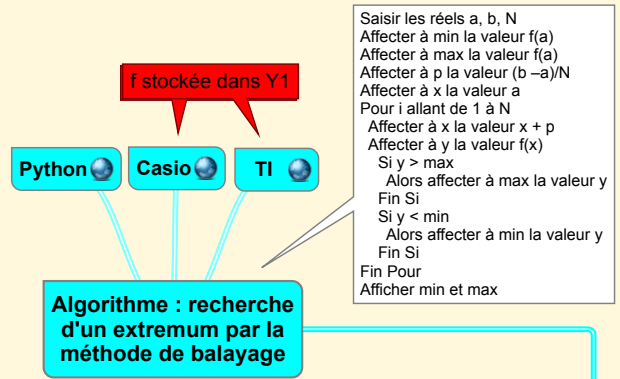 Saisir les réels a, b, N
Affecter à min la valeur f(a)
Affecter à max la valeur f(a)
Affecter à p la valeur (b –a)/N
Affecter à x la valeur a
Pour i allant de 1 à N
Affecter à x la valeur x + p
Affecter à y la valeur f(x)
Si y > max
Alors affecter à max la valeur y
Fin Si
Si y < min
Alors affecter à min la valeur y
Fin Si
Fin Pour
Afficher min et max
f stockée dans Y1
Python
Casio
TI
Algorithme : recherche
d'un extremum par la
méthode de balayage